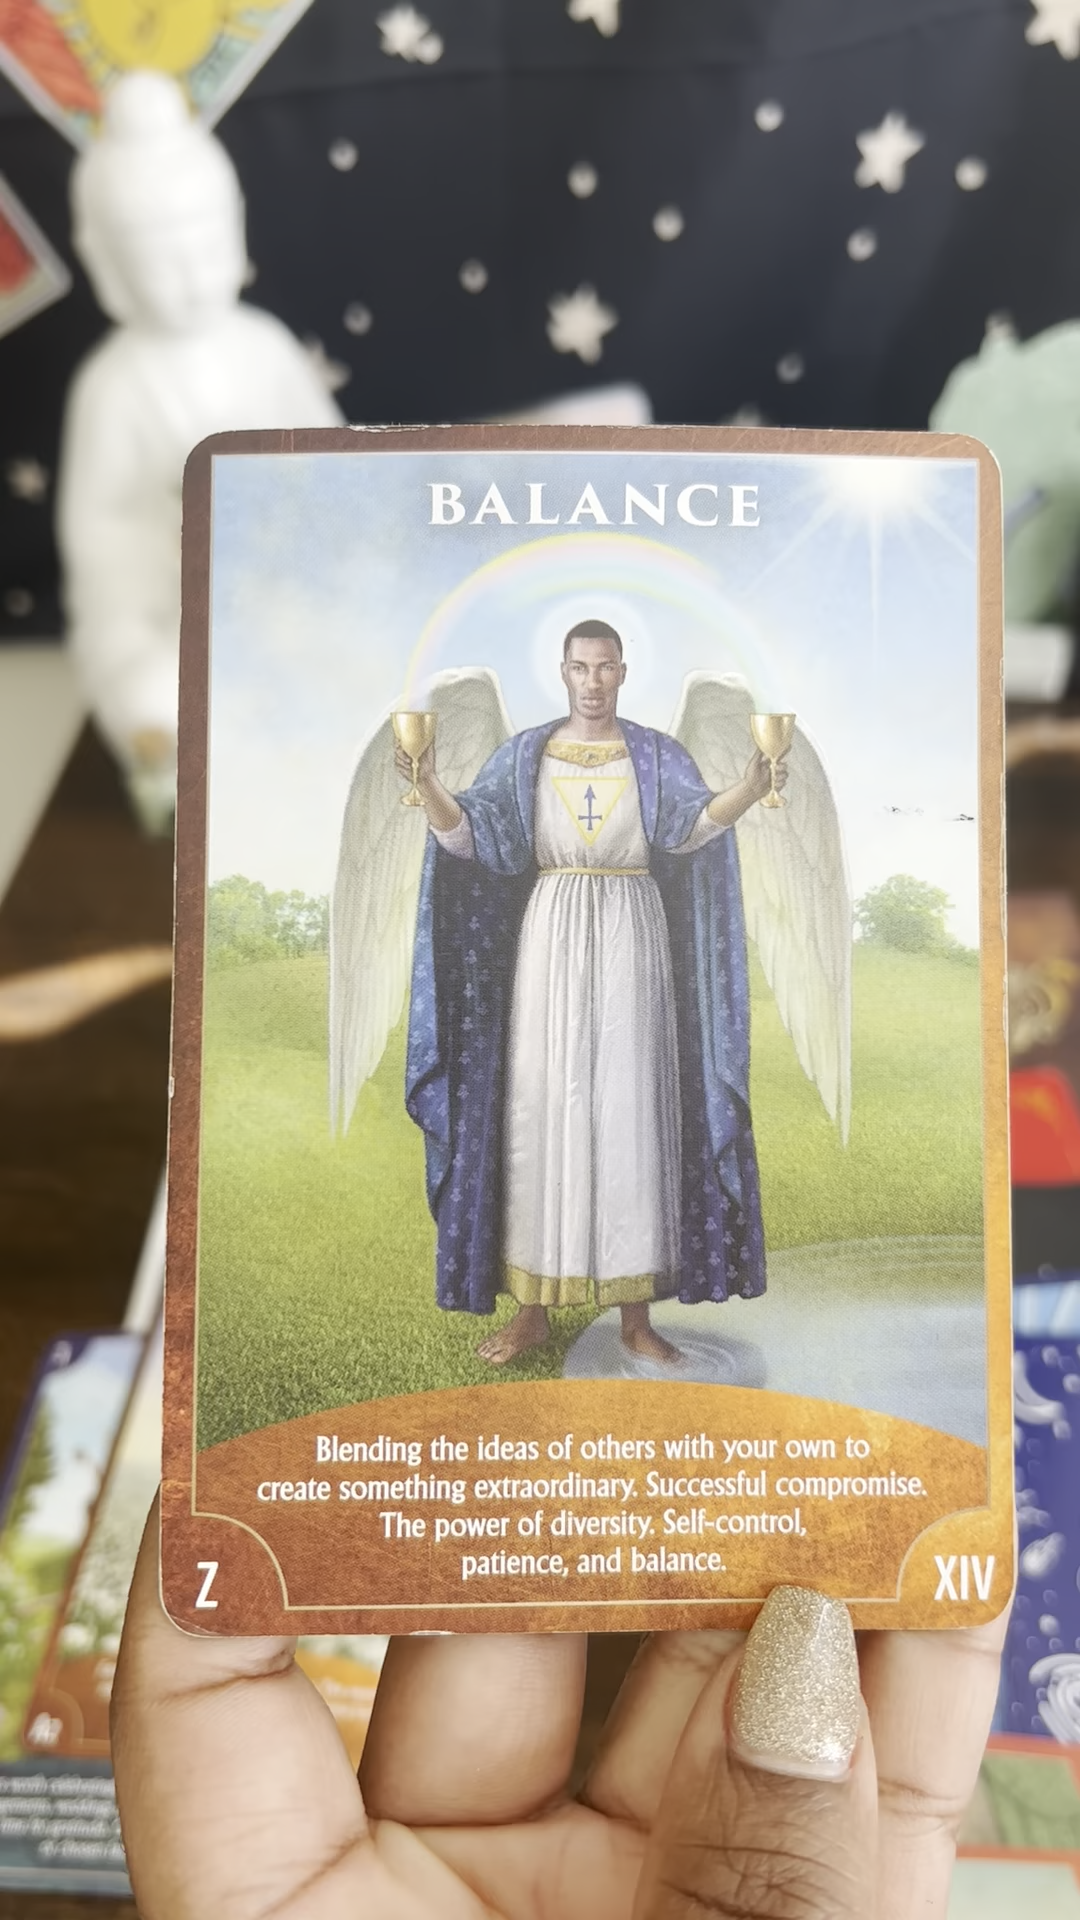 BALANCE
Blending the ideas of others with your own to
create something extraordinary. Successful compromise.
The power of diversity. Self-control,
patience, and balance.
Z
XIV